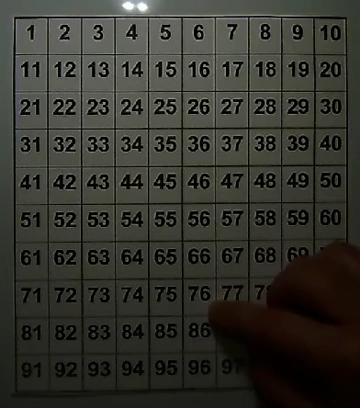 1 2 3 4 5 6 7 8 9 10
11 12 13 14 15 16 17 18 19 20
21 22 23 24 25 26 27 28 29 30
31 32 33 34 35 36 37 38 39 40
41 42 43 44 45 46 47 48 49 50
51 52 53 54 55 56 57 58 59 60
61 62 63 64 65 66 67 68 69
71 72 73 74 75 76 77
81 82 83 84 85 86
91 92 93 94 95 96 97